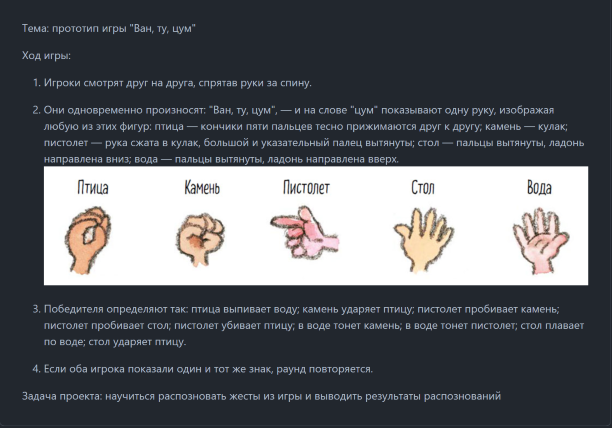 Тема: прототип игры "Ван, ту, цум"
Ход игры:
1. Игроки смотрят друг на друга, спрятав руки за спину.
2. Они одновременно произносят: "Ван, ту, цум", — и на слове "цум" показывают одну руку, изображая
любую из этих фигур: птица — кончики пяти пальцев тесно прижимаются друг к другу; камень — кулак;
пистолет — рука сжата в кулак, большой и указательный палец вытянуты; стол — пальцы вытянуты, ладонь
направлена вниз; вода — пальцы вытянуты, ладонь направлена вверх.
Птица Камень Пистолет Стол Вода
3. Победителя определяют так: птица выпивает воду; камень ударяет птицу; пистолет пробивает камень;
пистолет пробивает стол; пистолет убивает птицу; в воде тонет камень; в воде тонет пистолет; стол плавает
по воде; стол ударяет птицу.
4. Если оба игрока показали один и тот же знак, раунд повторяется.
Задача проекта: научиться распозновать жесты из игры и выводить результаты распознований